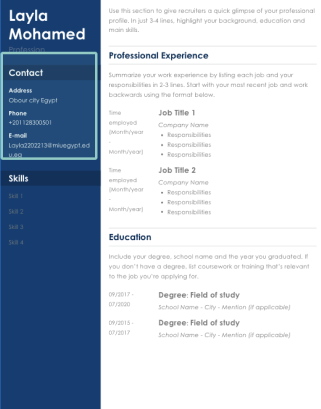 Layla
Mohamed
Profession
Contact
Address
Obour city Egypt
Phone
+201128300501
E-mail
Layla2202213@miuegypt.ed
u.eg
Skills
Skill 1
Skill 2
Skill 3
Skill 4
Use this section to give recruiters a quick glimpse of your professional
profile. In just 3-4 lines, highlight your background, education and
main skills.
Professional Experience
Summarize your work experience by listing each job and your
responsibilities in 2-3 lines. Start with your most recent job and work
backwards using the format below.
Time
employed
(Month/year
-
Month/year)
Job Title 1
Company Name
• Responsibilities
• Responsibilities
• Responsibilities
Time
employed
(Month/year
-
Month/year)
Job Title 2
Company Name
• Responsibilities
• Responsibilities
• Responsibilities
Education
Include your degree, school name and the year you graduated. If
you don't have a degree, list coursework or training that's relevant
to the job you're applying for.
09/2017 -
07/2020
Degree: Field of study
School Name - City - Mention (if applicable)
09/2015 -
07/2017
Degree: Field of study
School Name - City - Mention (if applicable)